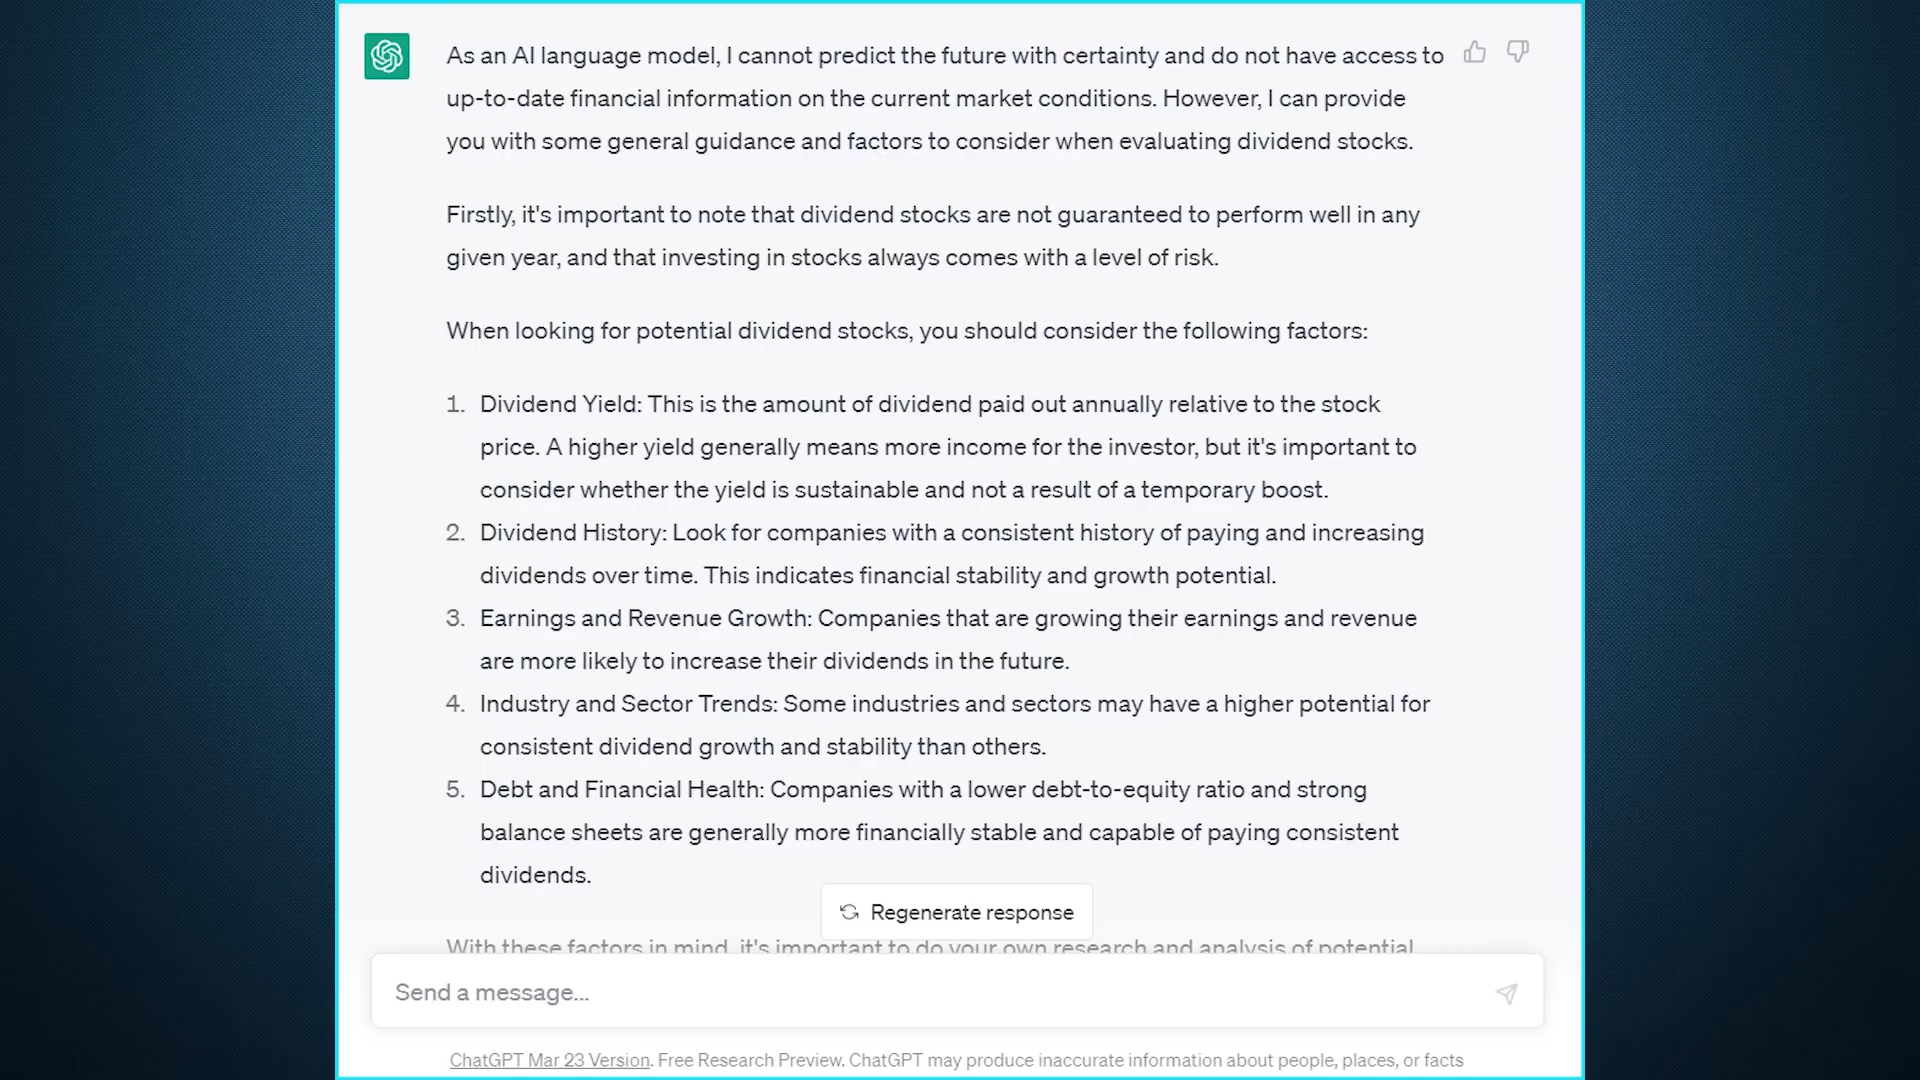 As an AI language model, I cannot predict the future with certainty and do not have access to
up-to-date financial information on the current market conditions. However, I can provide
you with some general guidance and factors to consider when evaluating dividend stocks.
Firstly, it's important to note that dividend stocks are not guaranteed to perform well in any
given year, and that investing in stocks always comes with a level of risk.
When looking for potential dividend stocks, you should consider the following factors:
1. Dividend Yield: This is the amount of dividend paid out annually relative to the stock
price. A higher yield generally means more income for the investor, but it's important to
consider whether the yield is sustainable and not a result of a temporary boost.
2. Dividend History: Look for companies with a consistent history of paying and increasing
dividends over time. This indicates financial stability and growth potential.
3. Earnings and Revenue Growth: Companies that are growing their earnings and revenue
are more likely to increase their dividends in the future.
4. Industry and Sector Trends: Some industries and sectors may have a higher potential for
consistent dividend growth and stability than others.
5. Debt and Financial Health: Companies with a lower debt-to-equity ratio and strong
balance sheets are generally more financially stable and capable of paying consistent
dividends.
Regenerate response
With these factors in mind, it's important to do your own research and analysis of potential
Send a message...
ChatGPT Mar 23 Version. Free Research Preview. ChatGPT may produce inaccurate information about people, places, or facts